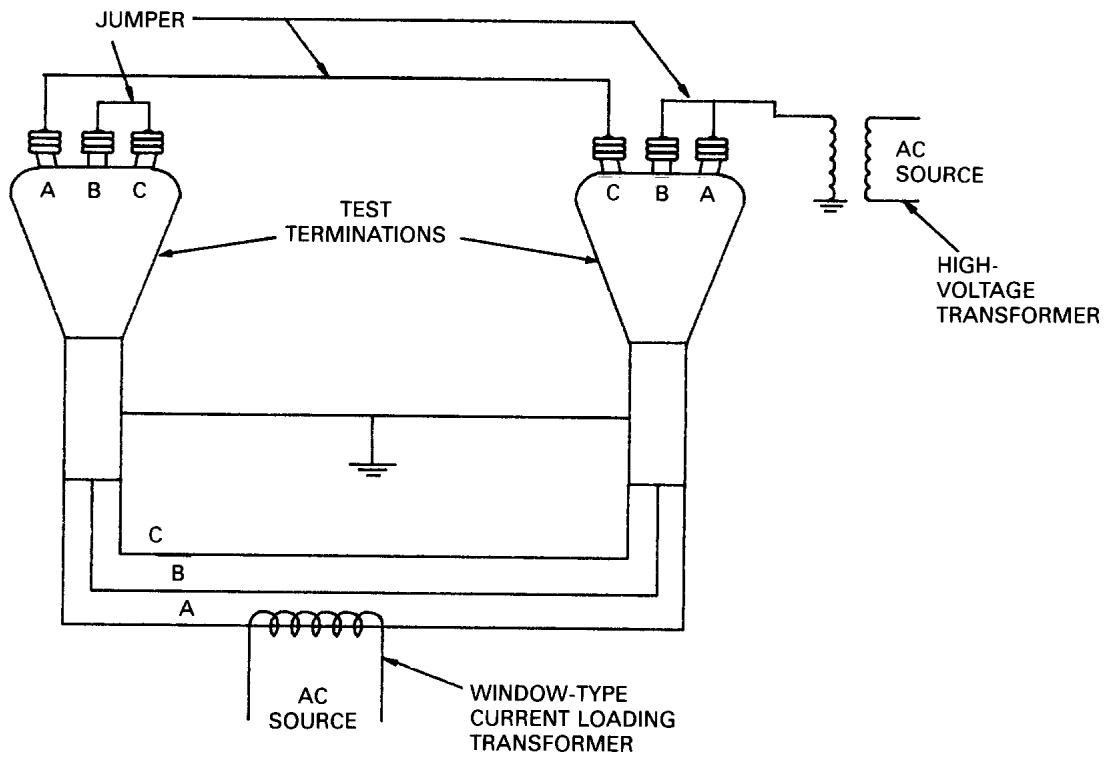 JUMPER
A B C
C B A
AC
SOURCE
TEST
TERMINATIONS
HIGH-
VOLTAGE
TRANSFORMER
C
B
A
AC
SOURCE
WINDOW-TYPE
CURRENT LOADING
TRANSFORMER